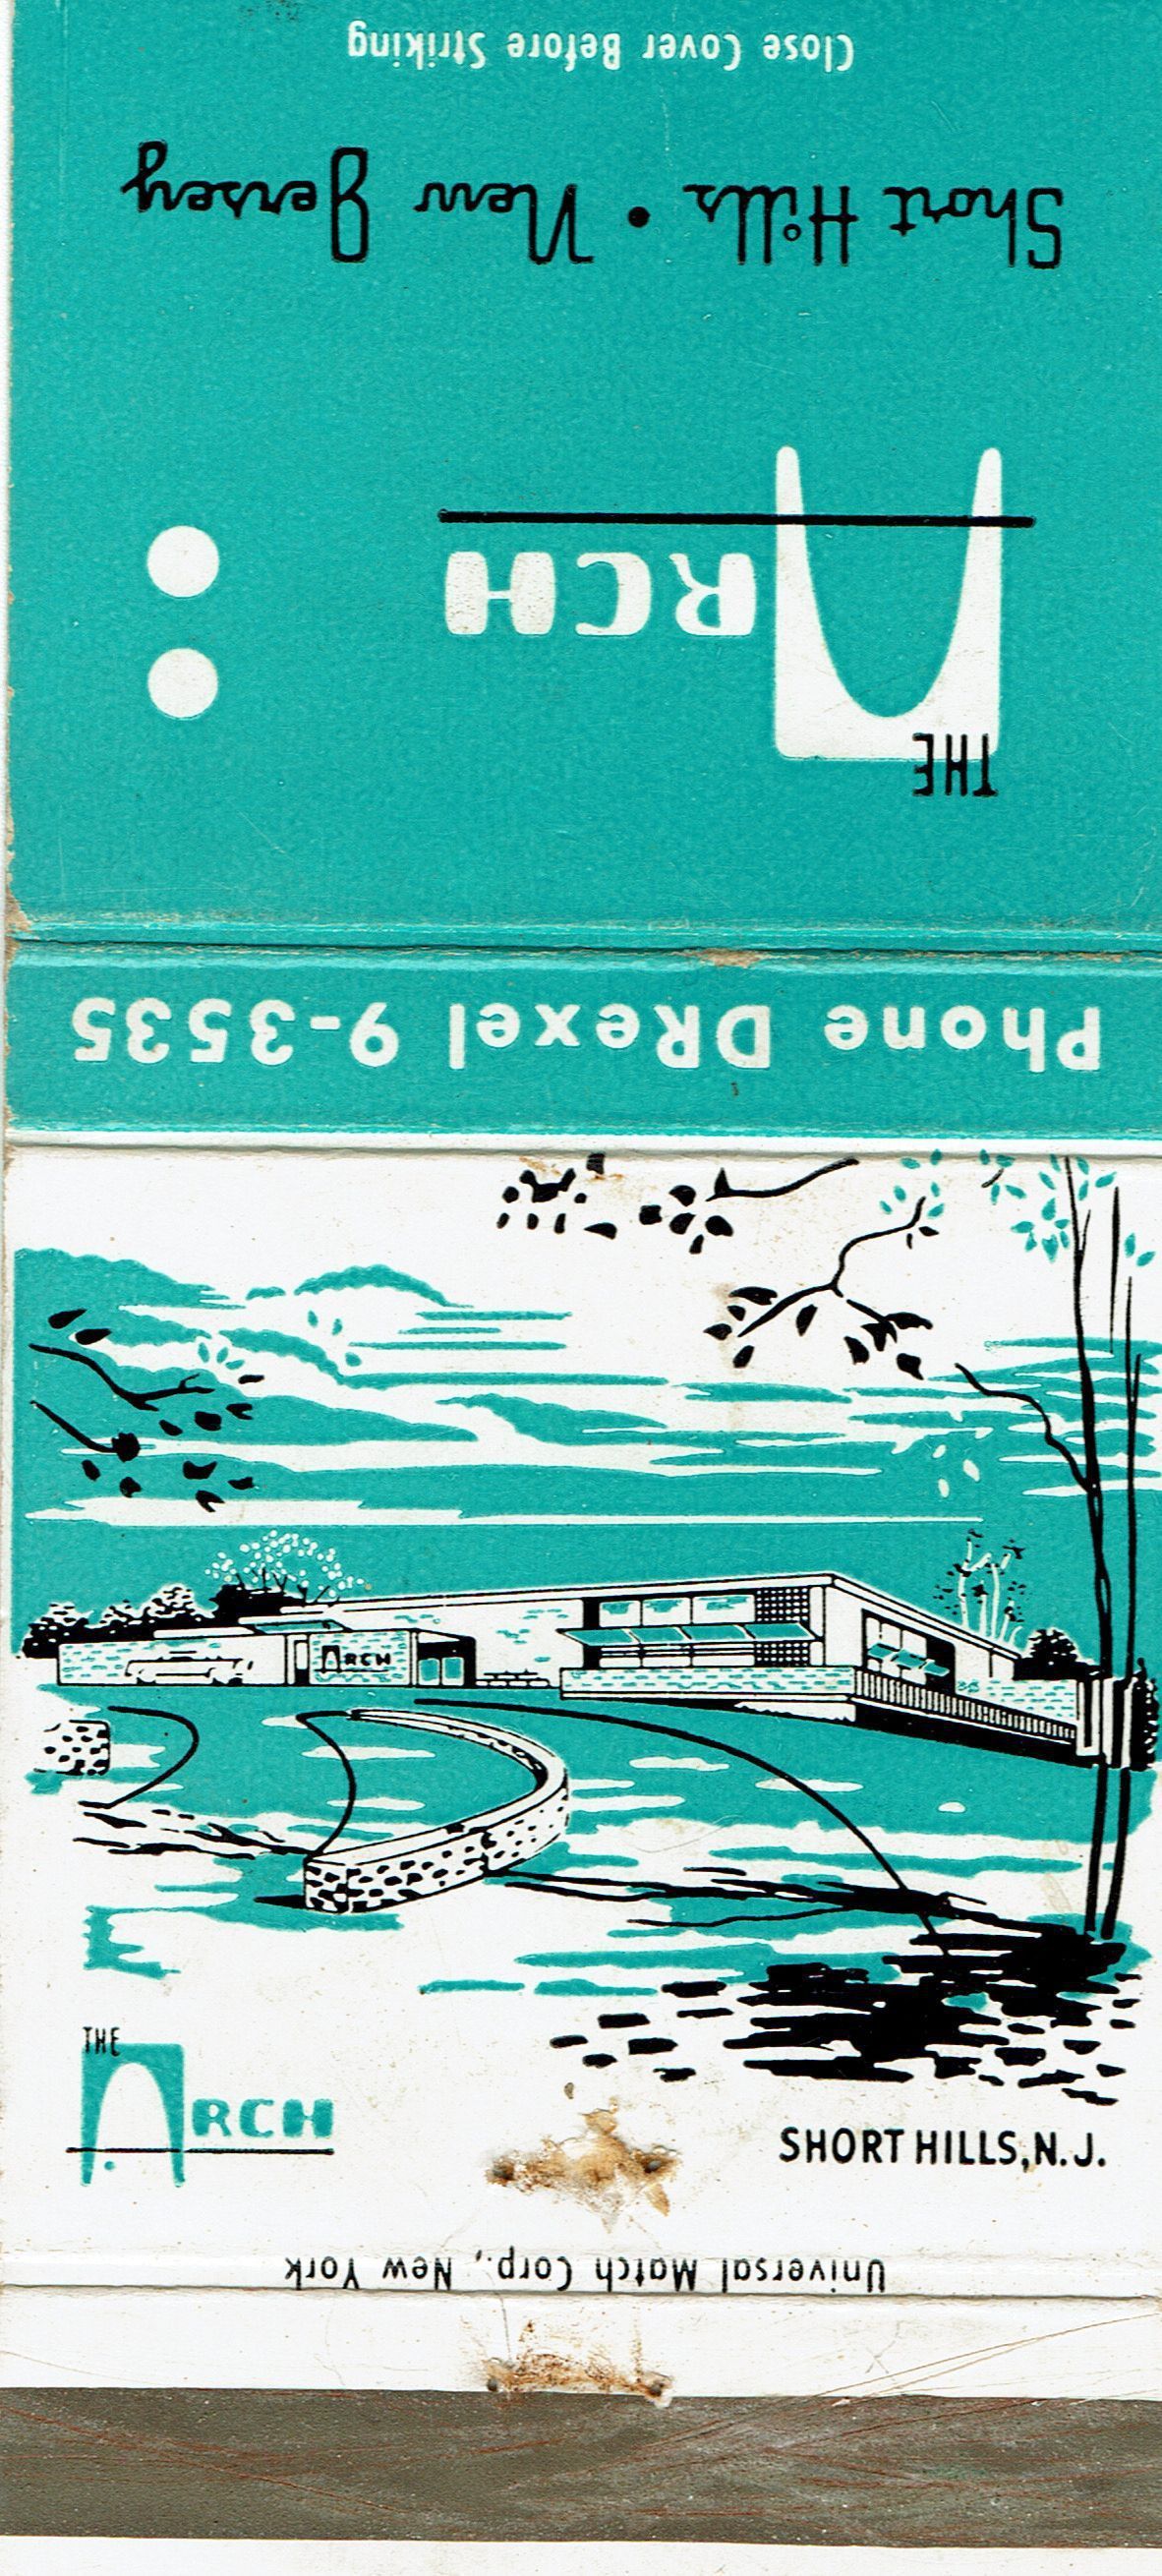 Close Cover Before Striking
Short Hills • New Jersey
THE
ARCH
Phone DRexel 9-3535
ARCH
THE
ARCH
SHORT HILLS, N.J.
Universal Match Corp., New York